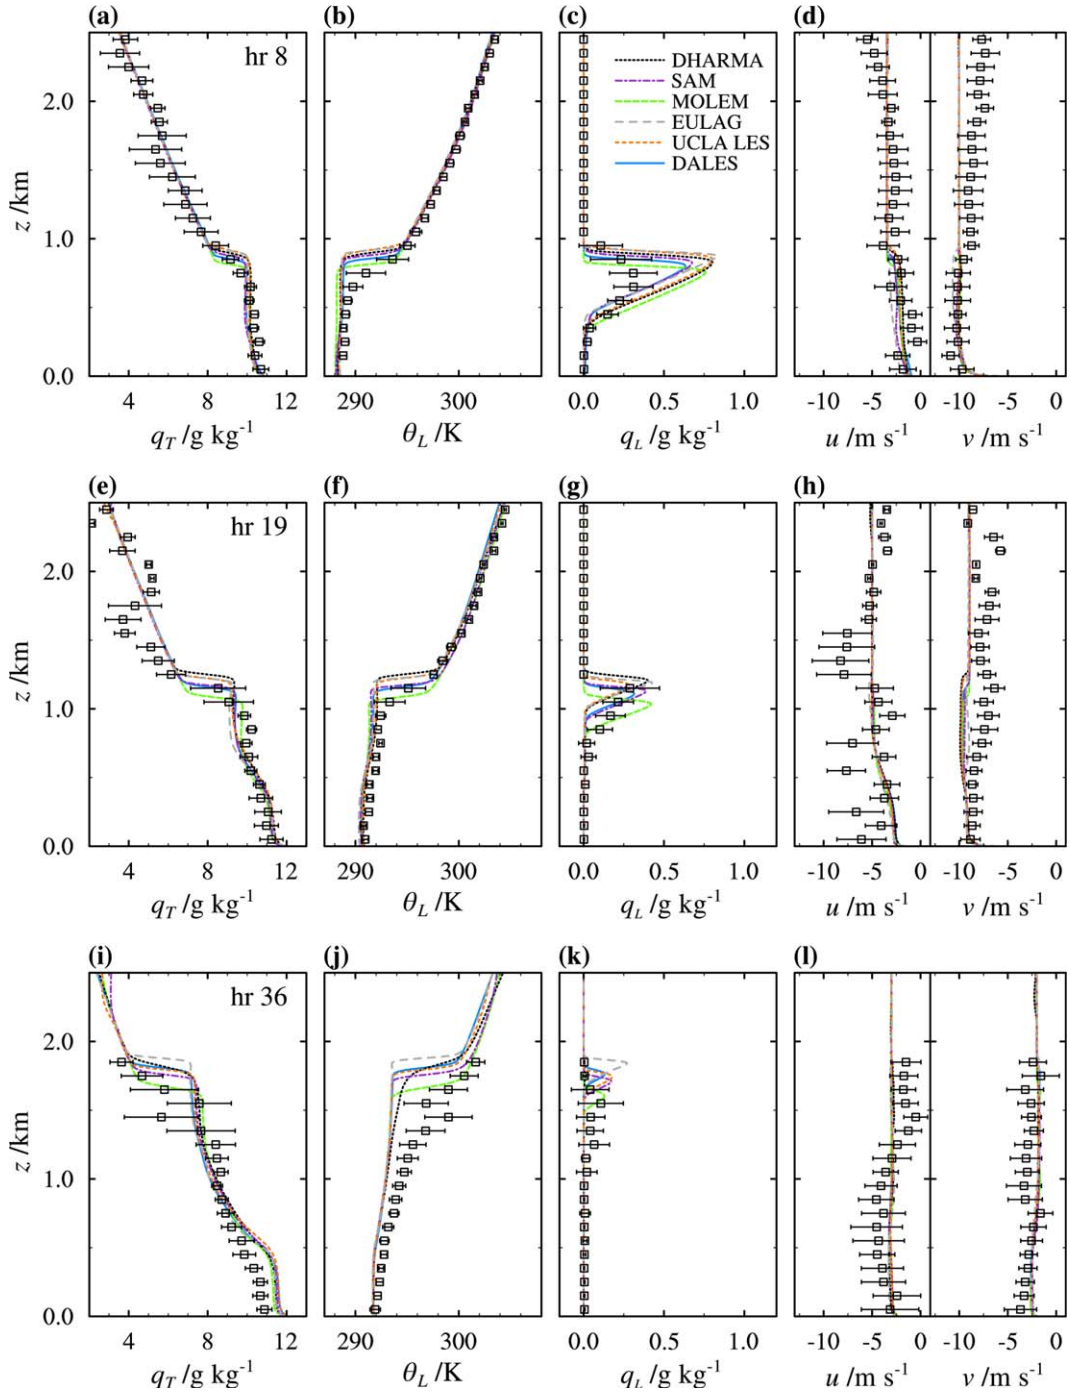 (a) (b) (c) (d)
hr 8
DHARMA
SAM
MOLEM
EULAG
UCLA LES
DALES
z /km
2.0
1.0
0.0
4 8 12 290 300 0.0 0.5 1.0 -10 -5 0 -10 -5 0
q_T /g kg⁻¹ θ_L /K q_L /g kg⁻¹ u /m s⁻¹ v /m s⁻¹
(e) (f) (g) (h)
hr 19
z /km
2.0
1.0
0.0
4 8 12 290 300 0.0 0.5 1.0 -10 -5 0 -10 -5 0
q_T /g kg⁻¹ θ_L /K q_L /g kg⁻¹ u /m s⁻¹ v /m s⁻¹
(i) (j) (k) (l)
hr 36
z /km
2.0
1.0
0.0
4 8 12 290 300 0.0 0.5 1.0 -10 -5 0 -10 -5 0
q_T /g kg⁻¹ θ_L /K q_L /g kg⁻¹ u /m s⁻¹ v /m s⁻¹